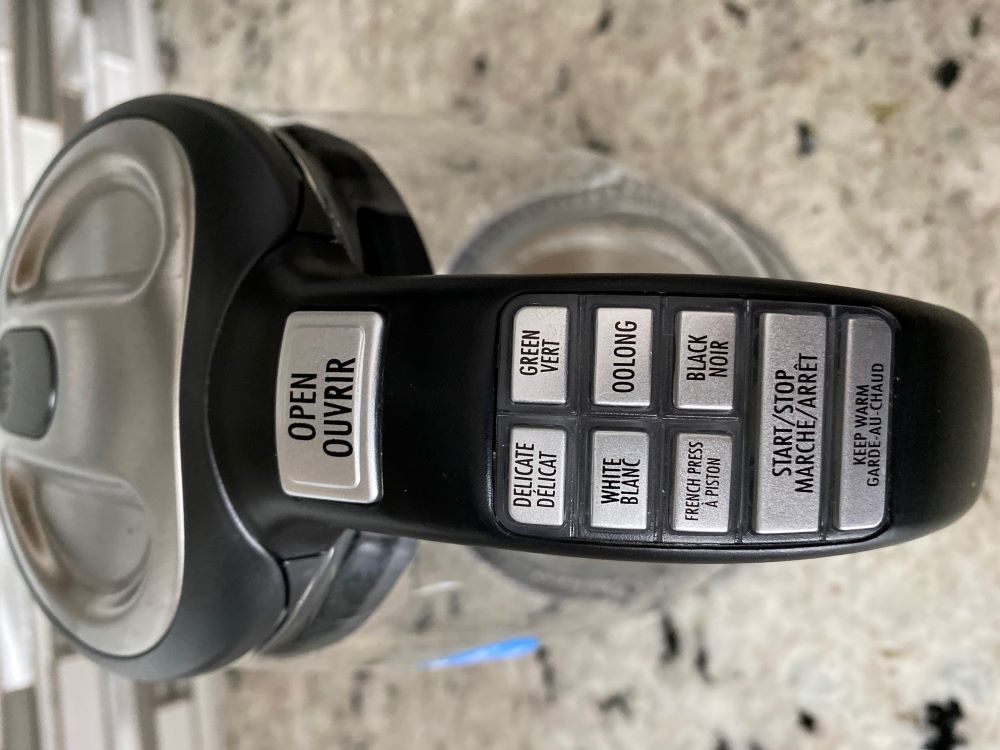 OPEN
OUVRIR
DELICATE
DÉLICAT
GREEN
VERT
WHITE
BLANC
OOLONG
FRENCH PRESS
À PISTON
BLACK
NOIR
START/STOP
MARCHE/ARRÊT
KEEP WARM
GARDE-AU-CHAUD